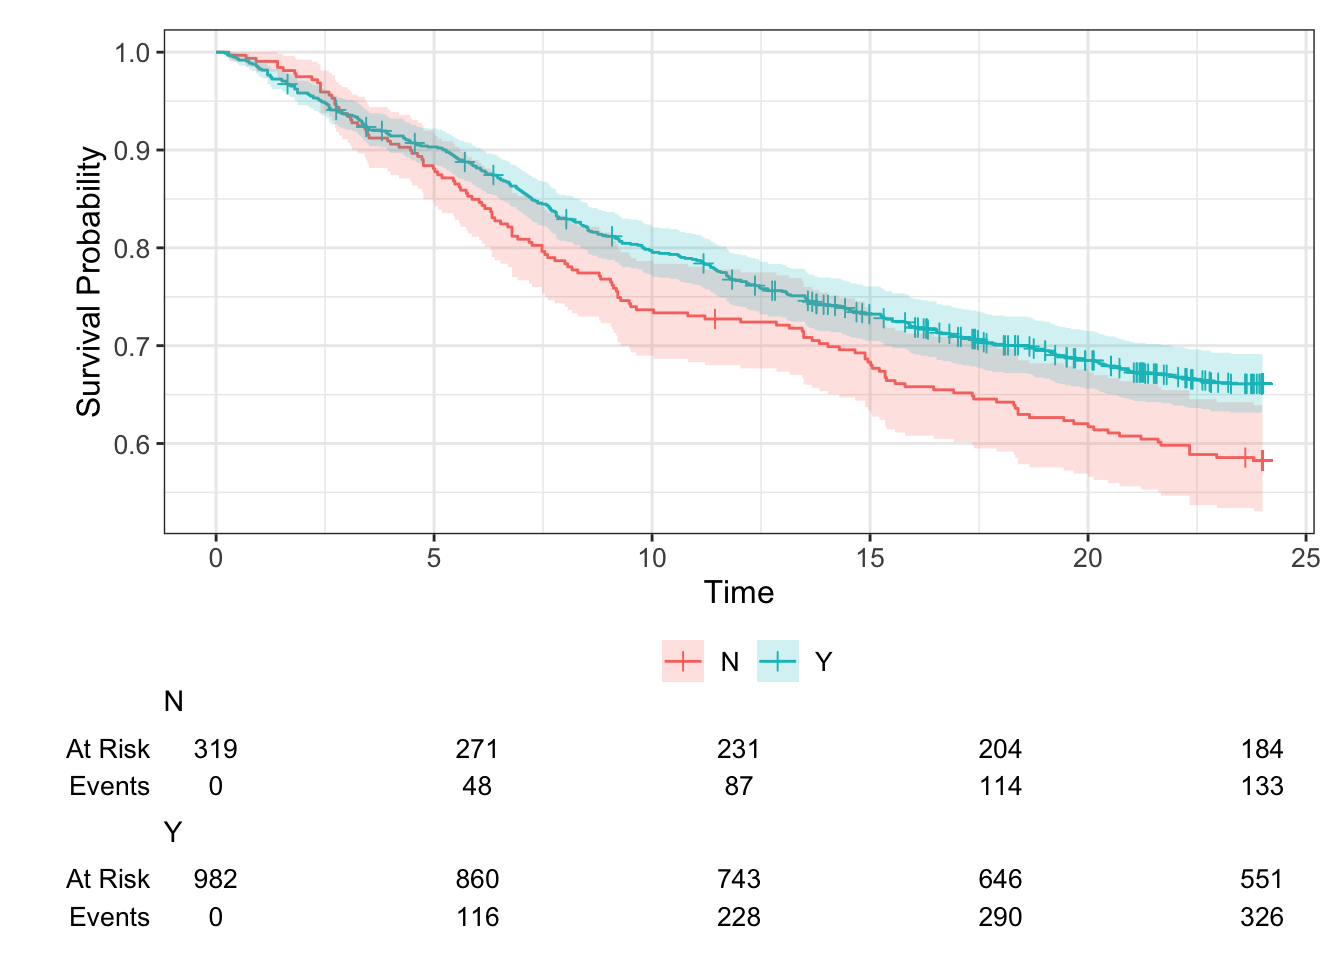 Survival Probability
1.0
0.9
0.8
0.7
0.6
0 5 10 15 20 25
Time
N Y
N
At Risk 319 271 231 204 184
Events 0 48 87 114 133
Y
At Risk 982 860 743 646 551
Events 0 116 228 290 326